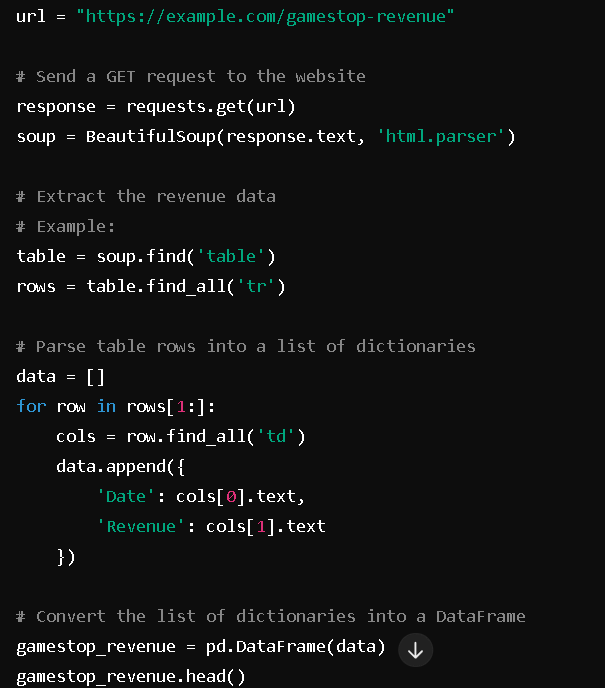 url = "https://example.com/gamestop-revenue"
# Send a GET request to the website
response = requests.get(url)
soup = BeautifulSoup(response.text, 'html.parser')
# Extract the revenue data
# Example:
table = soup.find('table')
rows = table.find_all('tr')
# Parse table rows into a list of dictionaries
data = []
for row in rows[1:]:
    cols = row.find_all('td')
    data.append({
        'Date': cols[0].text,
        'Revenue': cols[1].text
    })
# Convert the list of dictionaries into a DataFrame
gamestop_revenue = pd.DataFrame(data)
gamestop_revenue.head()